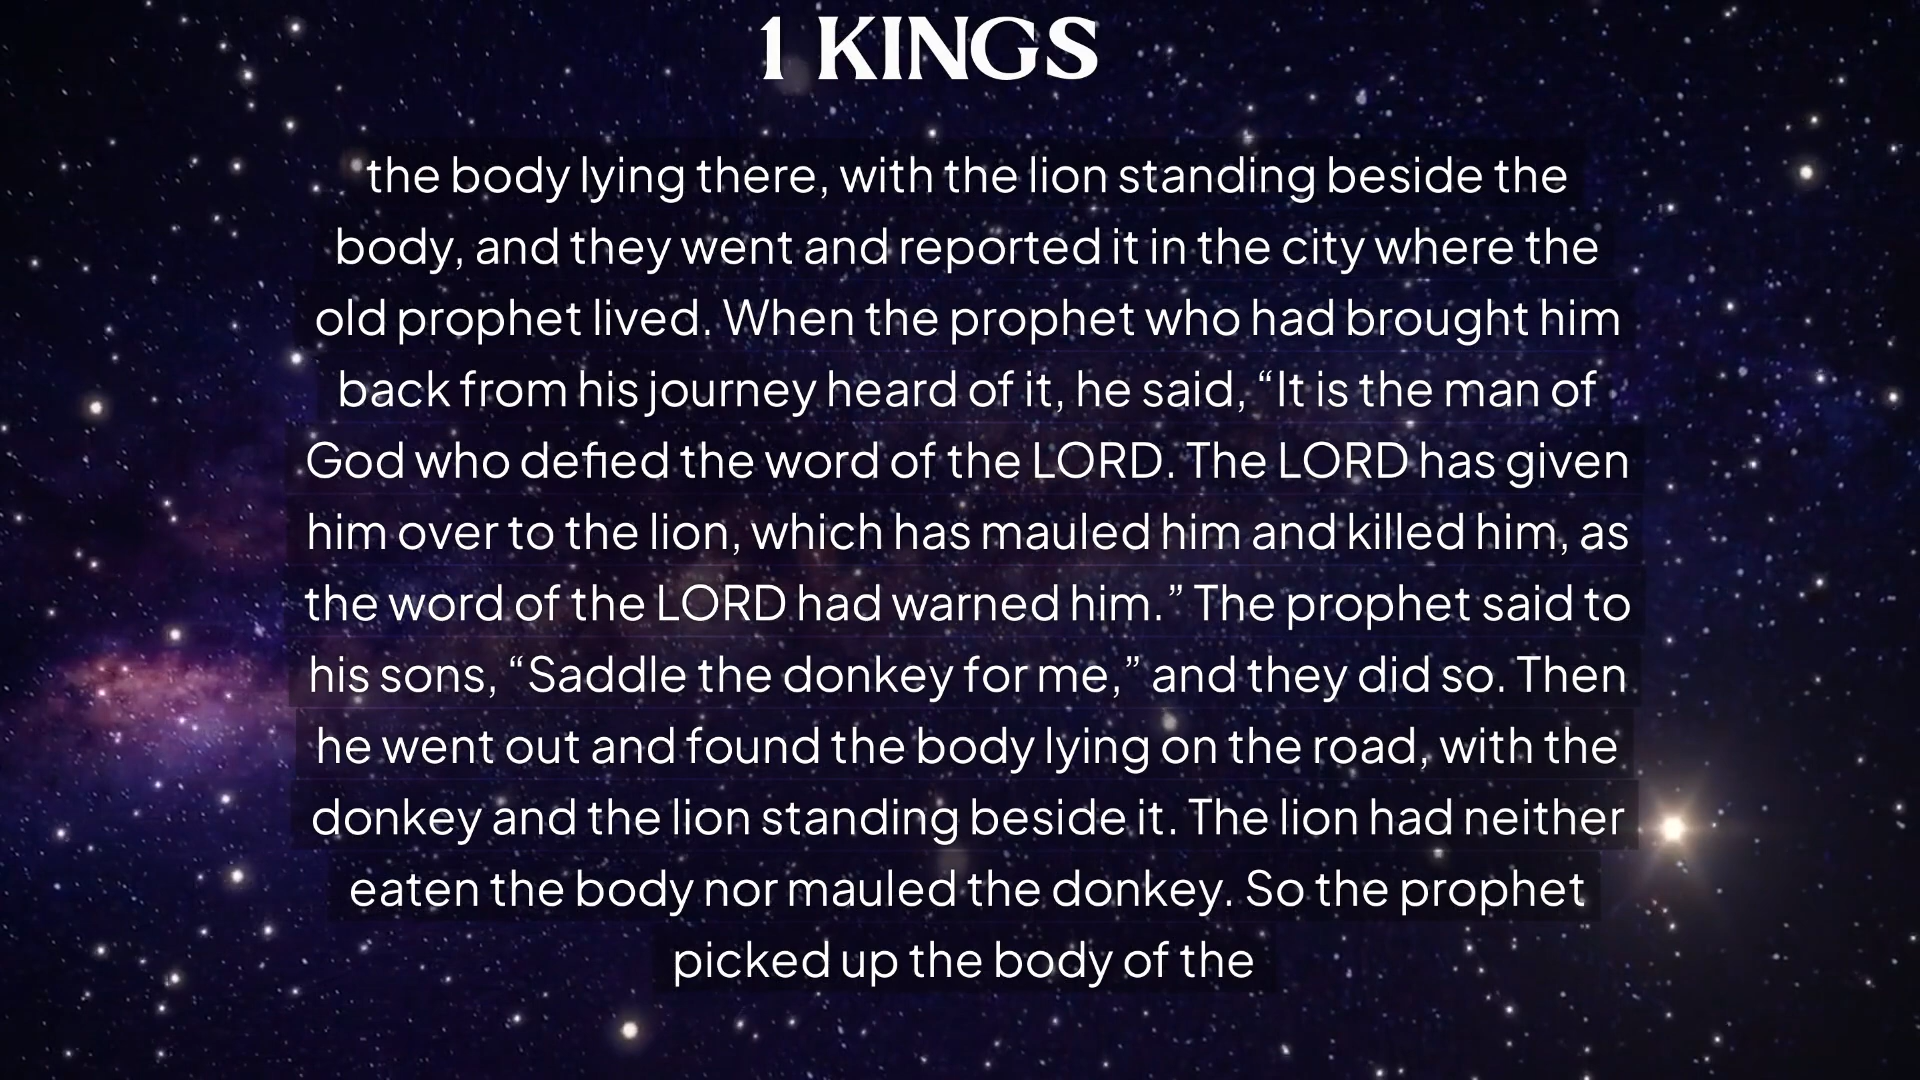 1 KINGS
the body lying there, with the lion standing beside the
body, and they went and reported it in the city where the
old prophet lived. When the prophet who had brought him
back from his journey heard of it, he said, “It is the man of
God who defied the word of the LORD. The LORD has given
him over to the lion, which has mauled him and killed him, as
the word of the LORD had warned him.” The prophet said to
his sons, “Saddle the donkey for me,” and they did so. Then
he went out and found the body lying on the road, with the
donkey and the lion standing beside it. The lion had neither
eaten the body nor mauled the donkey. So the prophet
picked up the body of the